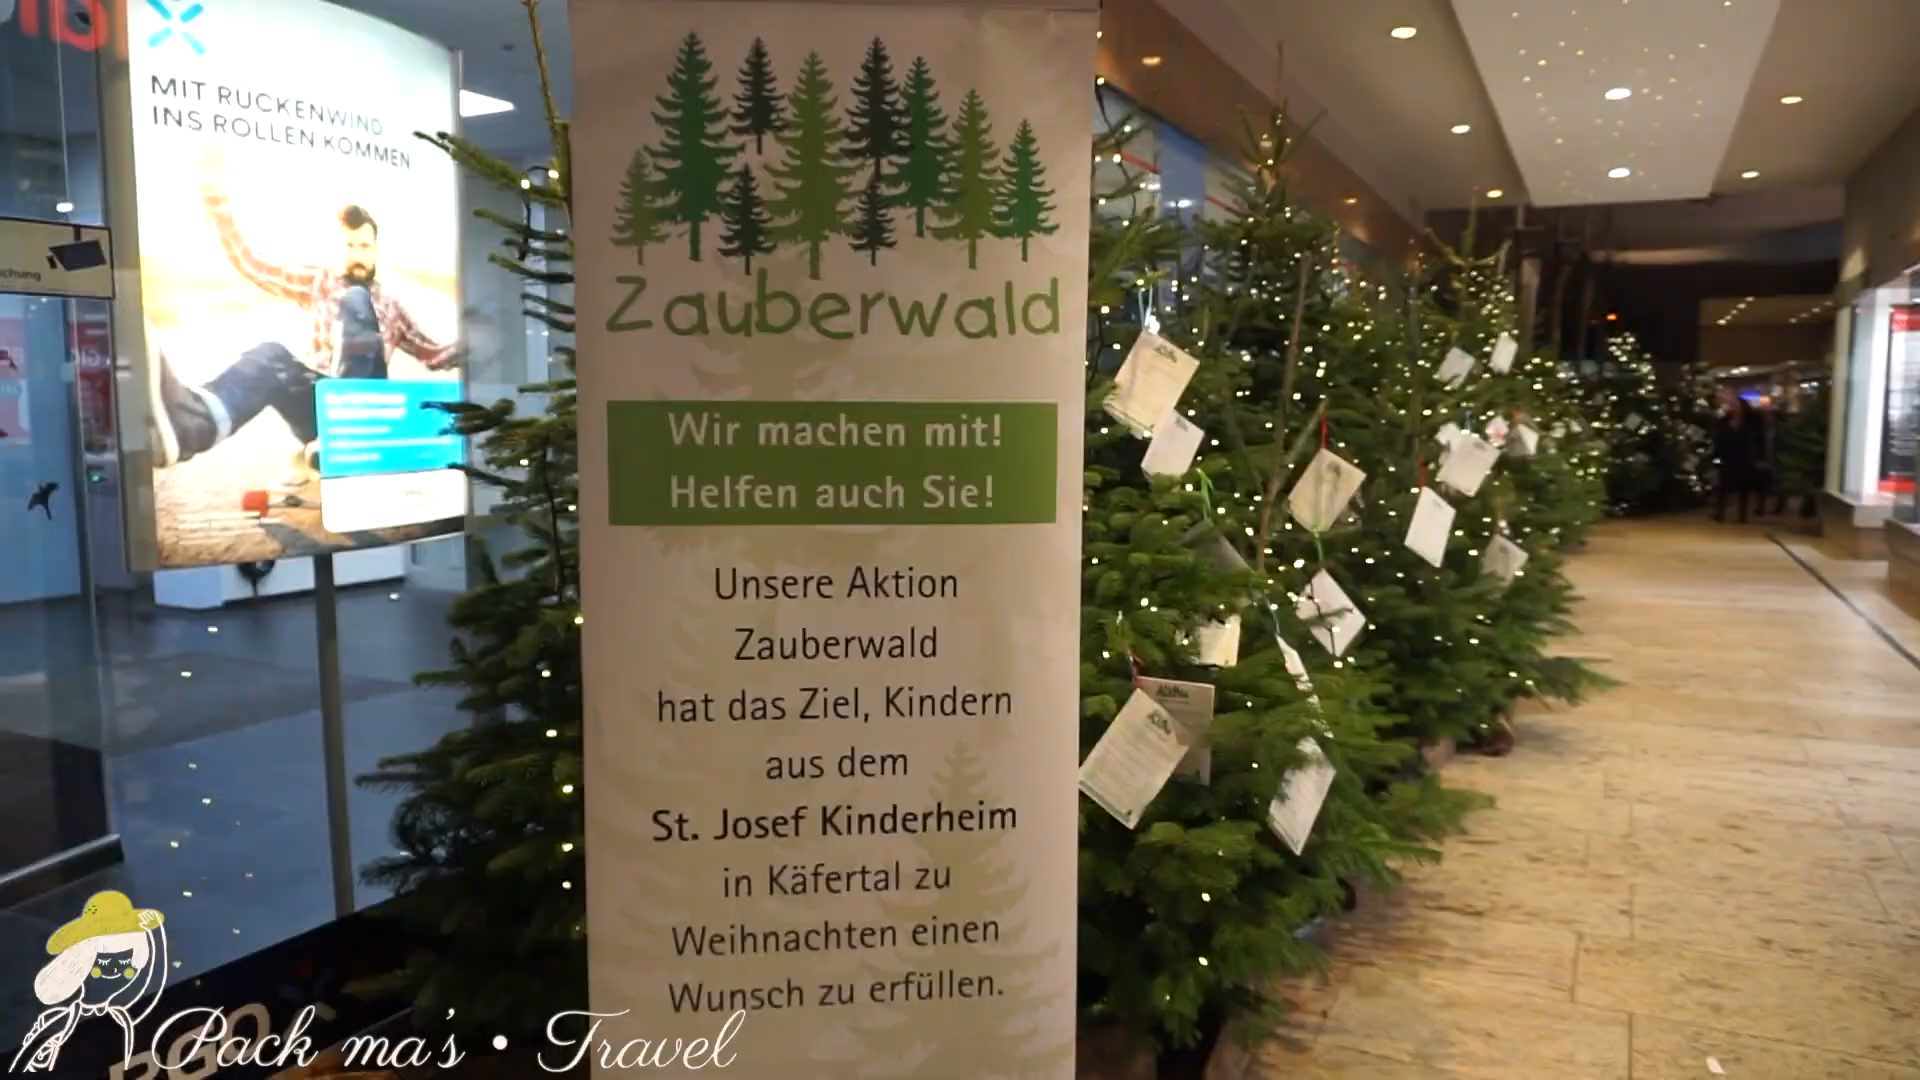 MIT RÜCKENWIND
INS ROLLEN KOMMEN
Zauberwald
Wir machen mit!
Helfen auch Sie!
Unsere Aktion
Zauberwald
hat das Ziel, Kindern
aus dem
St. Josef Kinderheim
in Käfertal zu
Weihnachten einen
Wunsch zu erfüllen.
Pack ma's • Travel